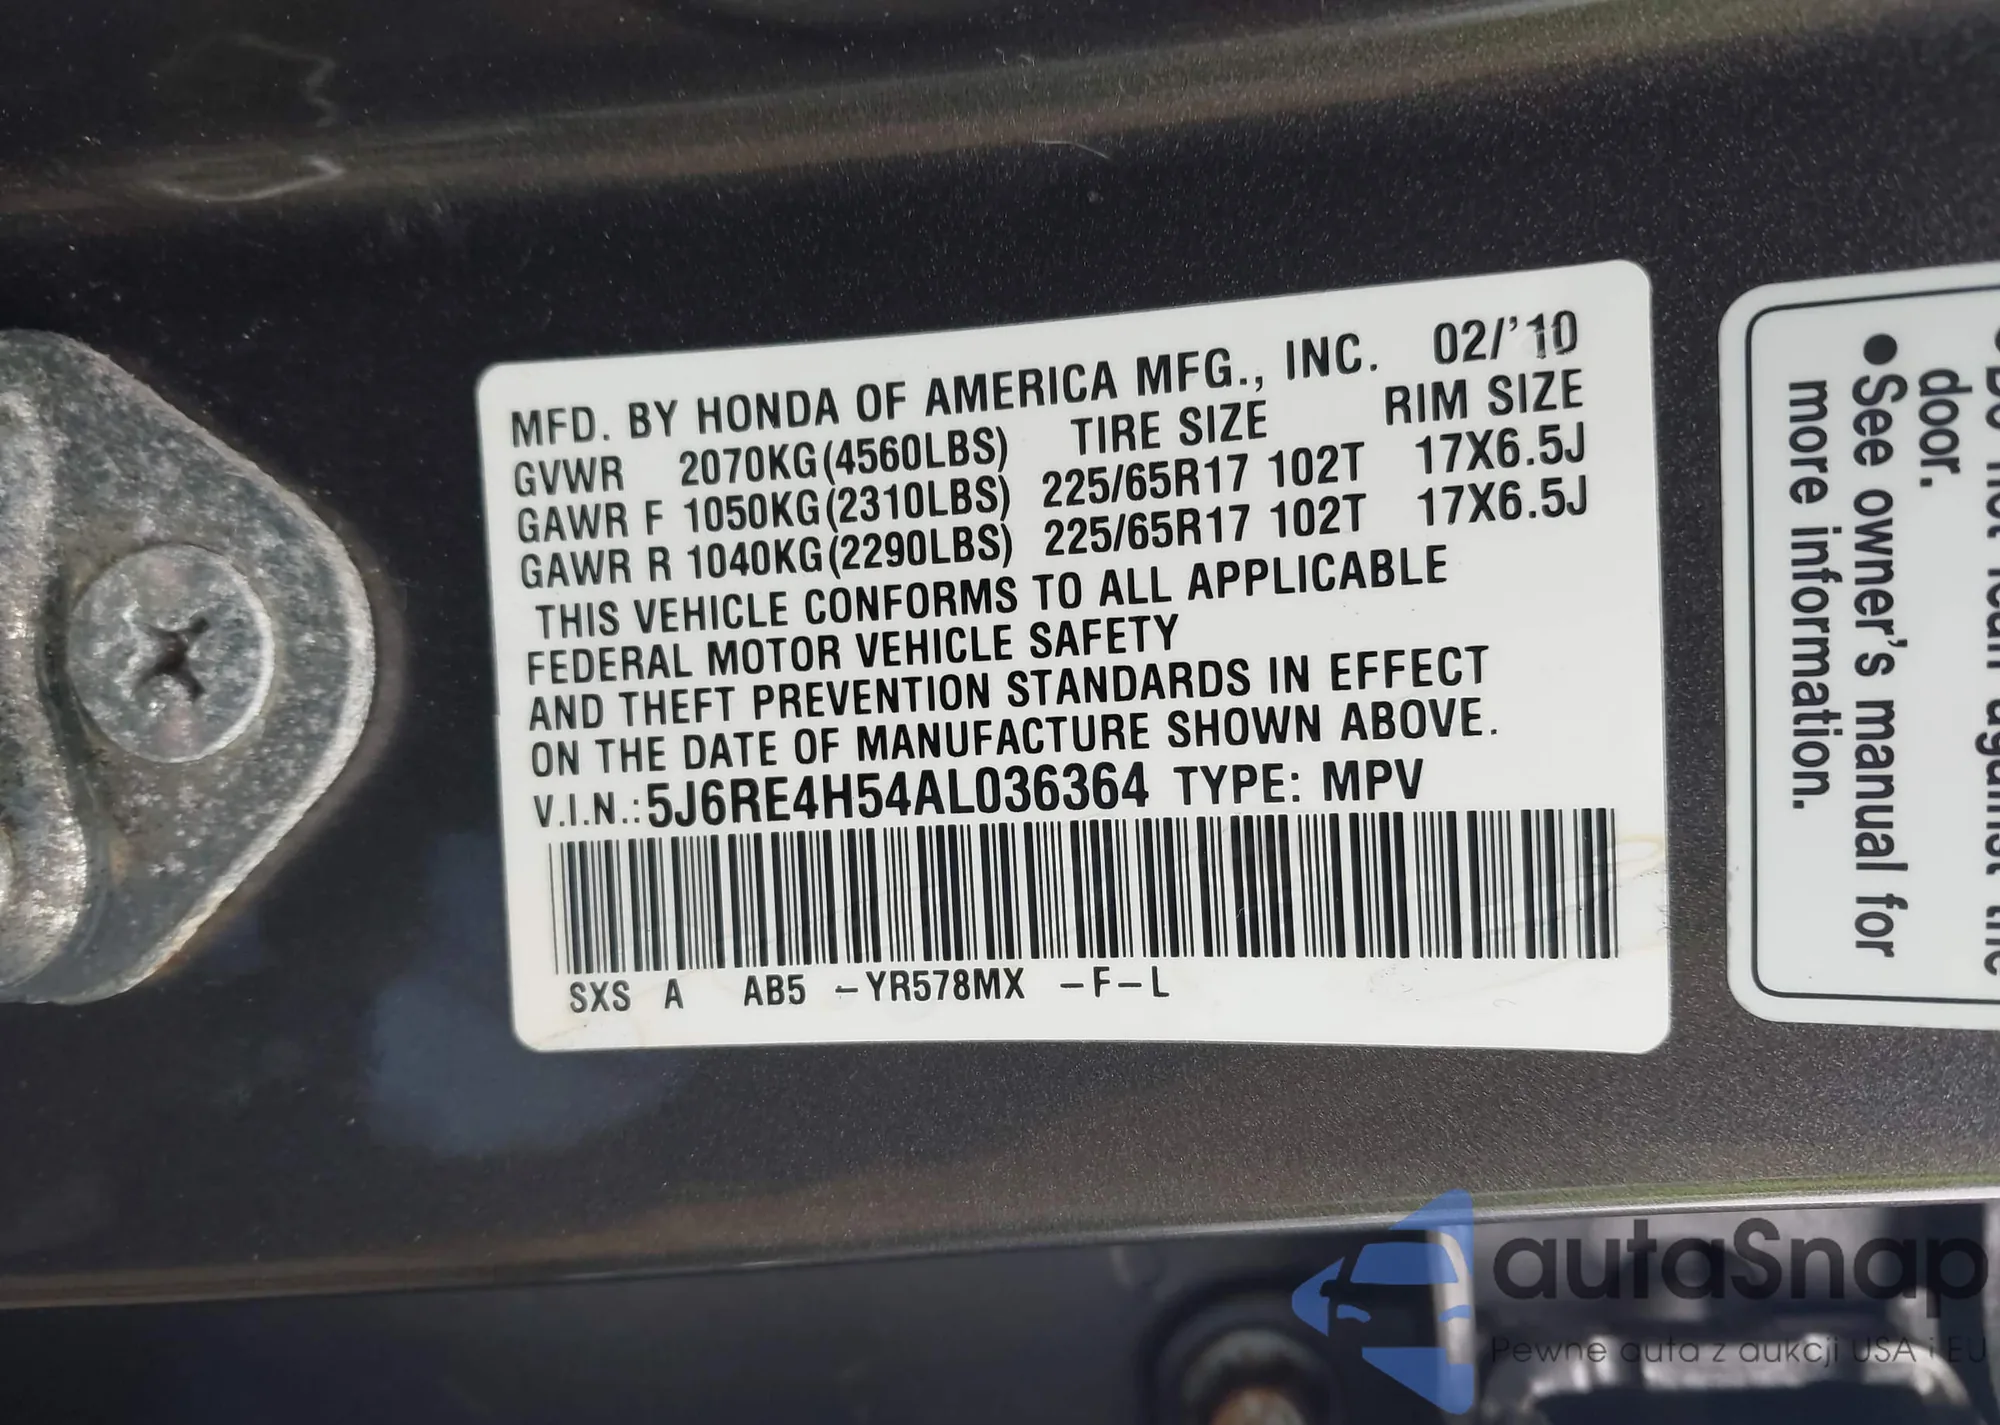 MFD. BY HONDA OF AMERICA MFG., INC. 02/'10
GVWR 2070KG(4560LBS) TIRE SIZE RIM SIZE
GAWR F 1050KG(2310LBS) 225/65R17 102T 17X6.5J
GAWR R 1040KG(2290LBS) 225/65R17 102T 17X6.5J
THIS VEHICLE CONFORMS TO ALL APPLICABLE
FEDERAL MOTOR VEHICLE SAFETY
AND THEFT PREVENTION STANDARDS IN EFFECT
ON THE DATE OF MANUFACTURE SHOWN ABOVE.
V.I.N.:5J6RE4H54AL036364 TYPE: MPV
SXS A AB5 -YR578MX -F-L
door.
●See owner's manual for
more information.
autaSnap
Pewne auta z aukcji USA i EU